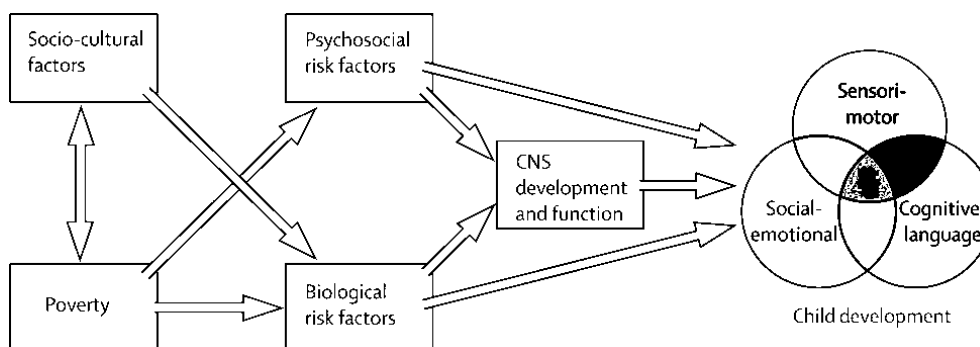 Socio-cultural
factors
Psychosocial
risk factors
Sensori-
motor
CNS
development
and function
Social-
emotional
Cognitive
language
Poverty
Biological
risk factors
Child development